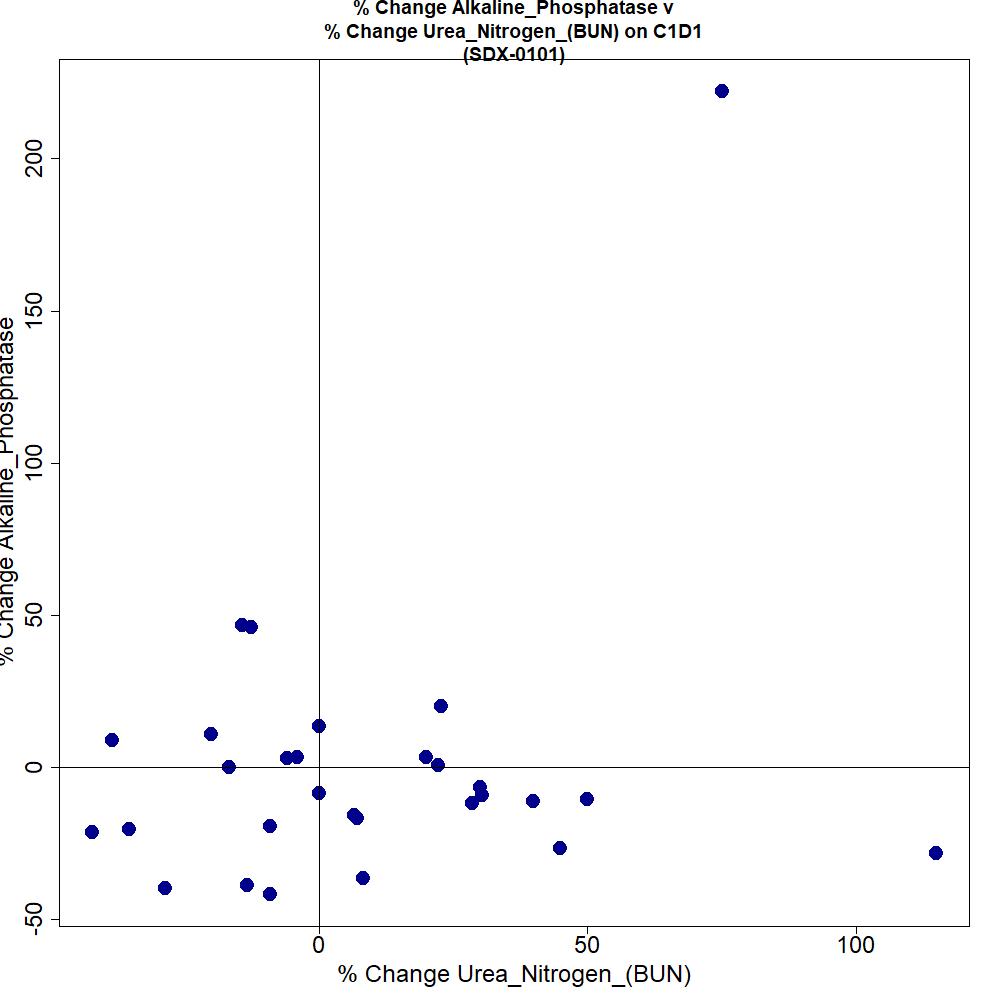 % Change Alkaline_Phosphatase v
% Change Urea_Nitrogen_(BUN) on C1D1
(SDX-0101)
% Change Alkaline_Phosphatase
200
150
100
50
0
-50
0
50
100
% Change Urea_Nitrogen_(BUN)